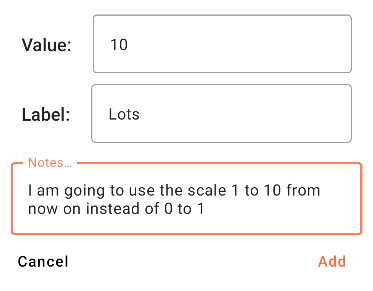 Value: 10
Label: Lots
Notes...
I am going to use the scale 1 to 10 from
now on instead of 0 to 1
Cancel Add